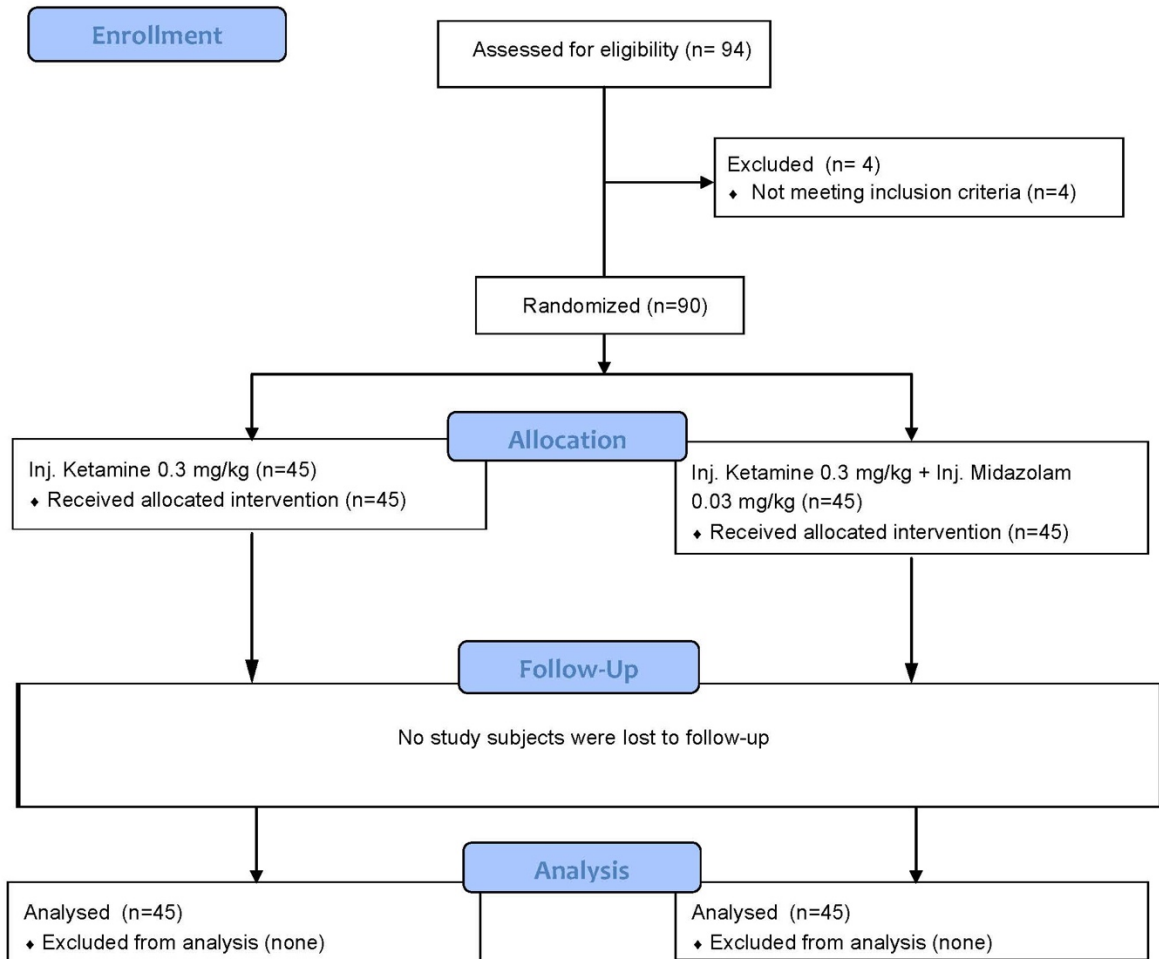 Enrollment
Assessed for eligibility (n= 94)
Excluded (n= 4)
♦ Not meeting inclusion criteria (n=4)
Randomized (n=90)
Allocation
Inj. Ketamine 0.3 mg/kg (n=45)
♦ Received allocated intervention (n=45)
Inj. Ketamine 0.3 mg/kg + Inj. Midazolam
0.03 mg/kg (n=45)
♦ Received allocated intervention (n=45)
Follow-Up
No study subjects were lost to follow-up
Analysis
Analysed (n=45)
♦ Excluded from analysis (none)
Analysed (n=45)
♦ Excluded from analysis (none)